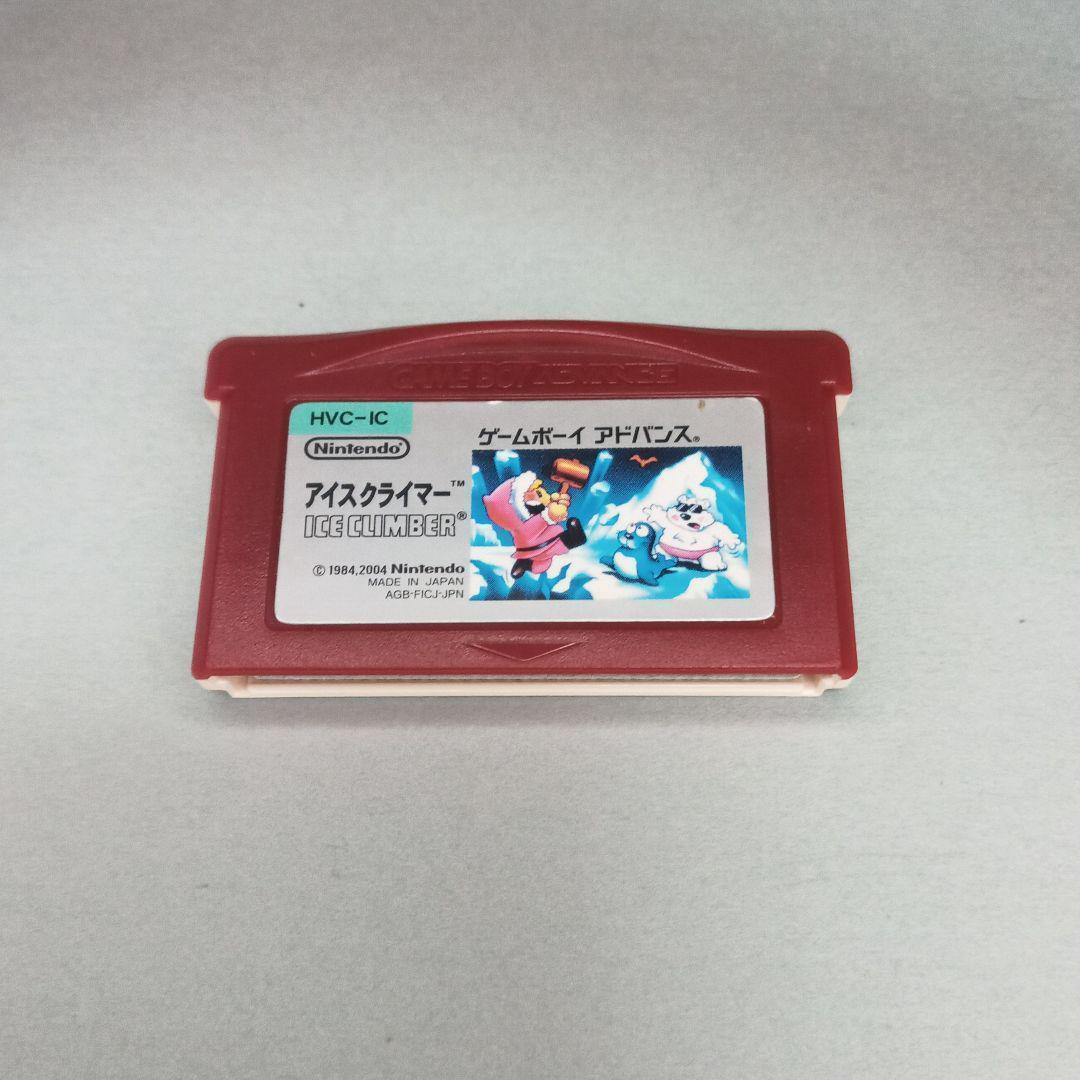 GAME BOY ADVANCE
HVC-IC
Nintendo®
ゲームボーイ アドバンス®
アイスクライマー™
ICE CLIMBER®
© 1984,2004 Nintendo
MADE IN JAPAN
AGB-FICJ-JPN